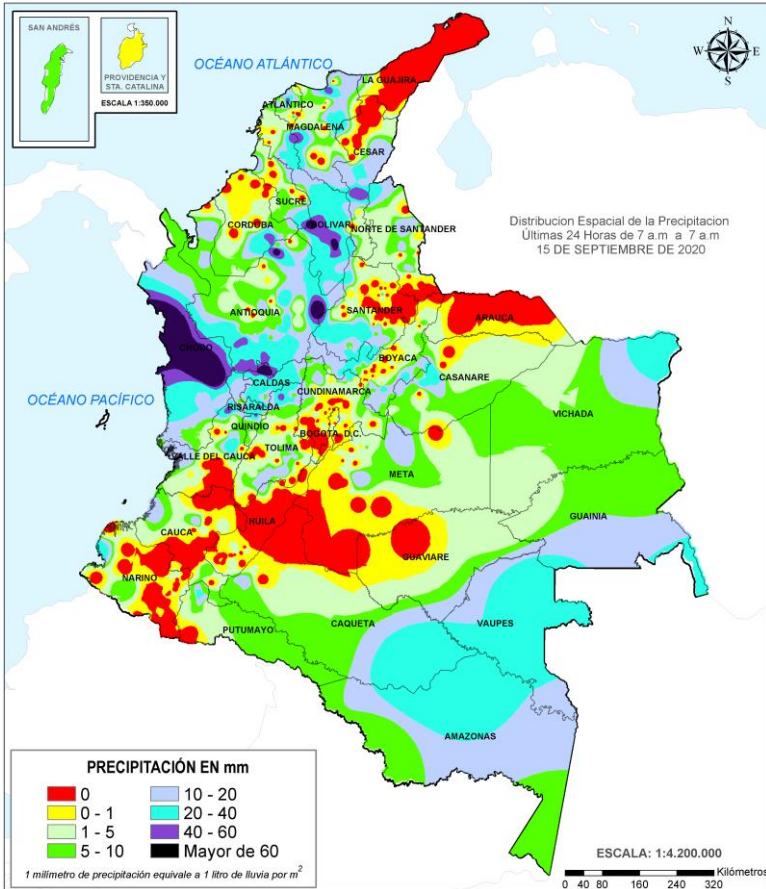 SAN ANDRÉS
PROVIDENCIA Y
STA. CATALINA
ESCALA 1:350.000
OCÉANO ATLÁNTICO
N
W
E
S
LA GUAJIRA
ATLANTICO
MAGDALENA
CESAR
SUCRE
CORDOBA
BOLIVAR
NORTE DE SANTANDER
Distribucion Espacial de la Precipitacion
Últimas 24 Horas de 7 a.m a 7 a.m
15 DE SEPTIEMBRE DE 2020
ANTIOQUIA
SANTANDER
ARAUCA
CHOCO
BOYACA
CASANARE
CALDAS
CUNDINAMARCA
OCÉANO PACÍFICO
RISARALDA
VICHADA
QUINDIO
BOGOTA, D.C.
TOLIMA
VALLE DEL CAUCA
META
GUAINIA
HUILA
CAUCA
GUAVIARE
NARIÑO
CAQUETA
VAUPES
PUTUMAYO
AMAZONAS
PRECIPITACIÓN EN mm
0
10 - 20
0 - 1
20 - 40
1 - 5
40 - 60
5 - 10
Mayor de 60
1 milímetro de precipitación equivale a 1 litro de lluvia por m²
ESCALA: 1:4.200.000
Kilómetros
0 40 80 160 240 320